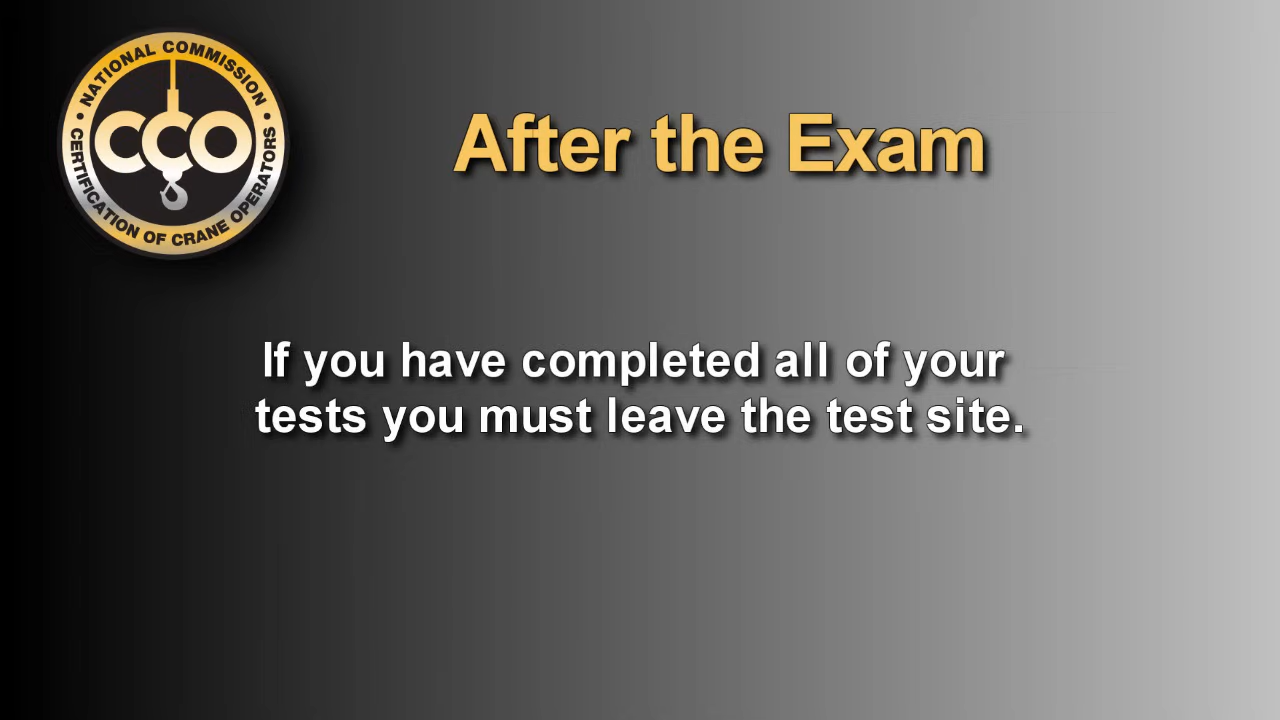 NATIONAL COMMISSION
CCO
CERTIFICATION OF CRANE OPERATORS
After the Exam
If you have completed all of your
tests you must leave the test site.